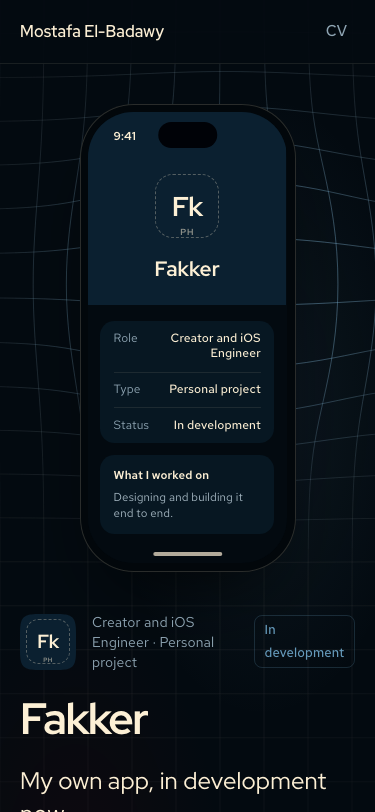 Mostafa El-Badawy
CV
9:41
Fk
PH
Fakker
Role
Creator and iOS
Engineer
Type
Personal project
Status
In development
What I worked on
Designing and building it
end to end.
Fk
PH
Creator and iOS
Engineer · Personal
project
In
development
Fakker
My own app, in development
now